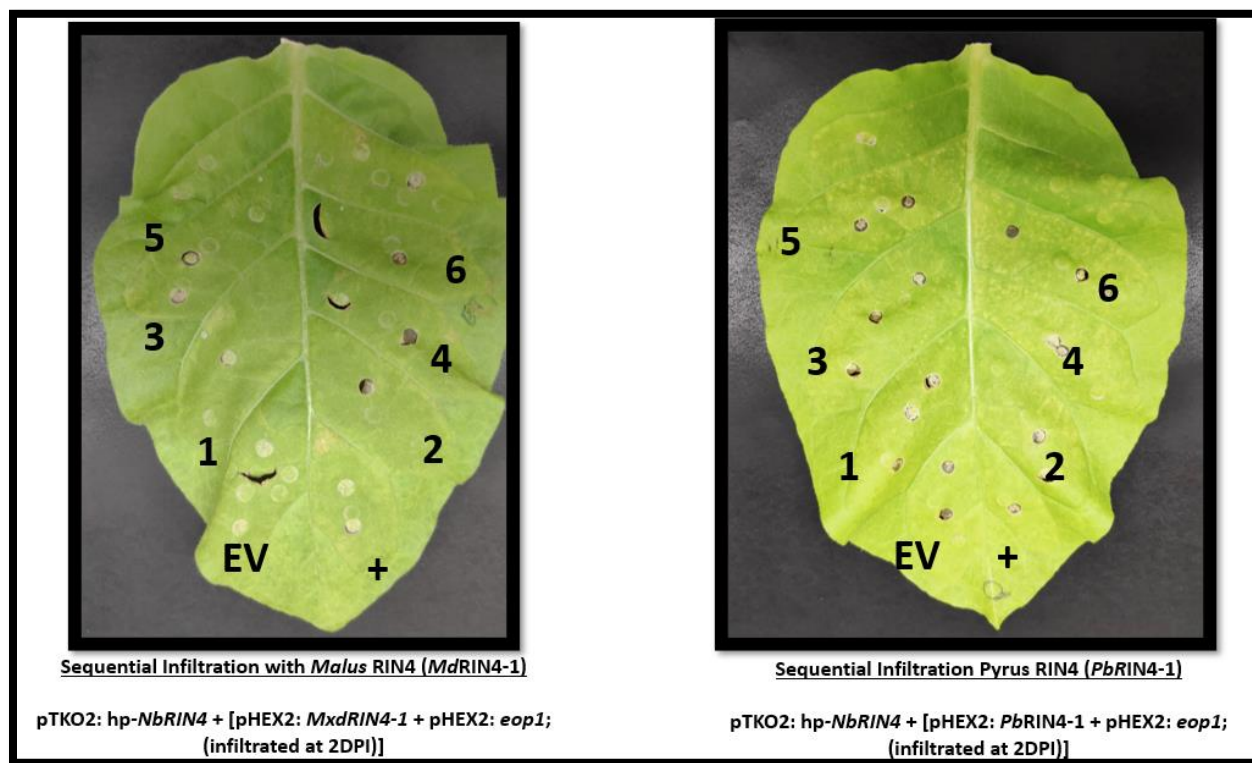 5
6
3
4
1
2
EV
+
5
6
3
4
1
2
EV
+
Sequential Infiltration with Malus RIN4 (MdRIN4-1)
pTKO2: hp-NbRIN4 + [pHEX2: MxdRIN4-1 + pHEX2: eop1;
(infiltrated at 2DPI)]
Sequential Infiltration Pyrus RIN4 (PbRIN4-1)
pTKO2: hp-NbRIN4 + [pHEX2: PbRIN4-1 + pHEX2: eop1;
(infiltrated at 2DPI)]